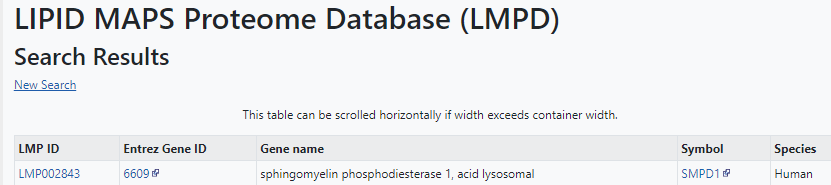 LIPID MAPS Proteome Database (LMPD)
Search Results
New Search
This table can be scrolled horizontally if width exceeds container width.
LMP ID Entrez Gene ID Gene name Symbol Species
LMP002843 6609 sphingomyelin phosphodiesterase 1, acid lysosomal SMPD1 Human